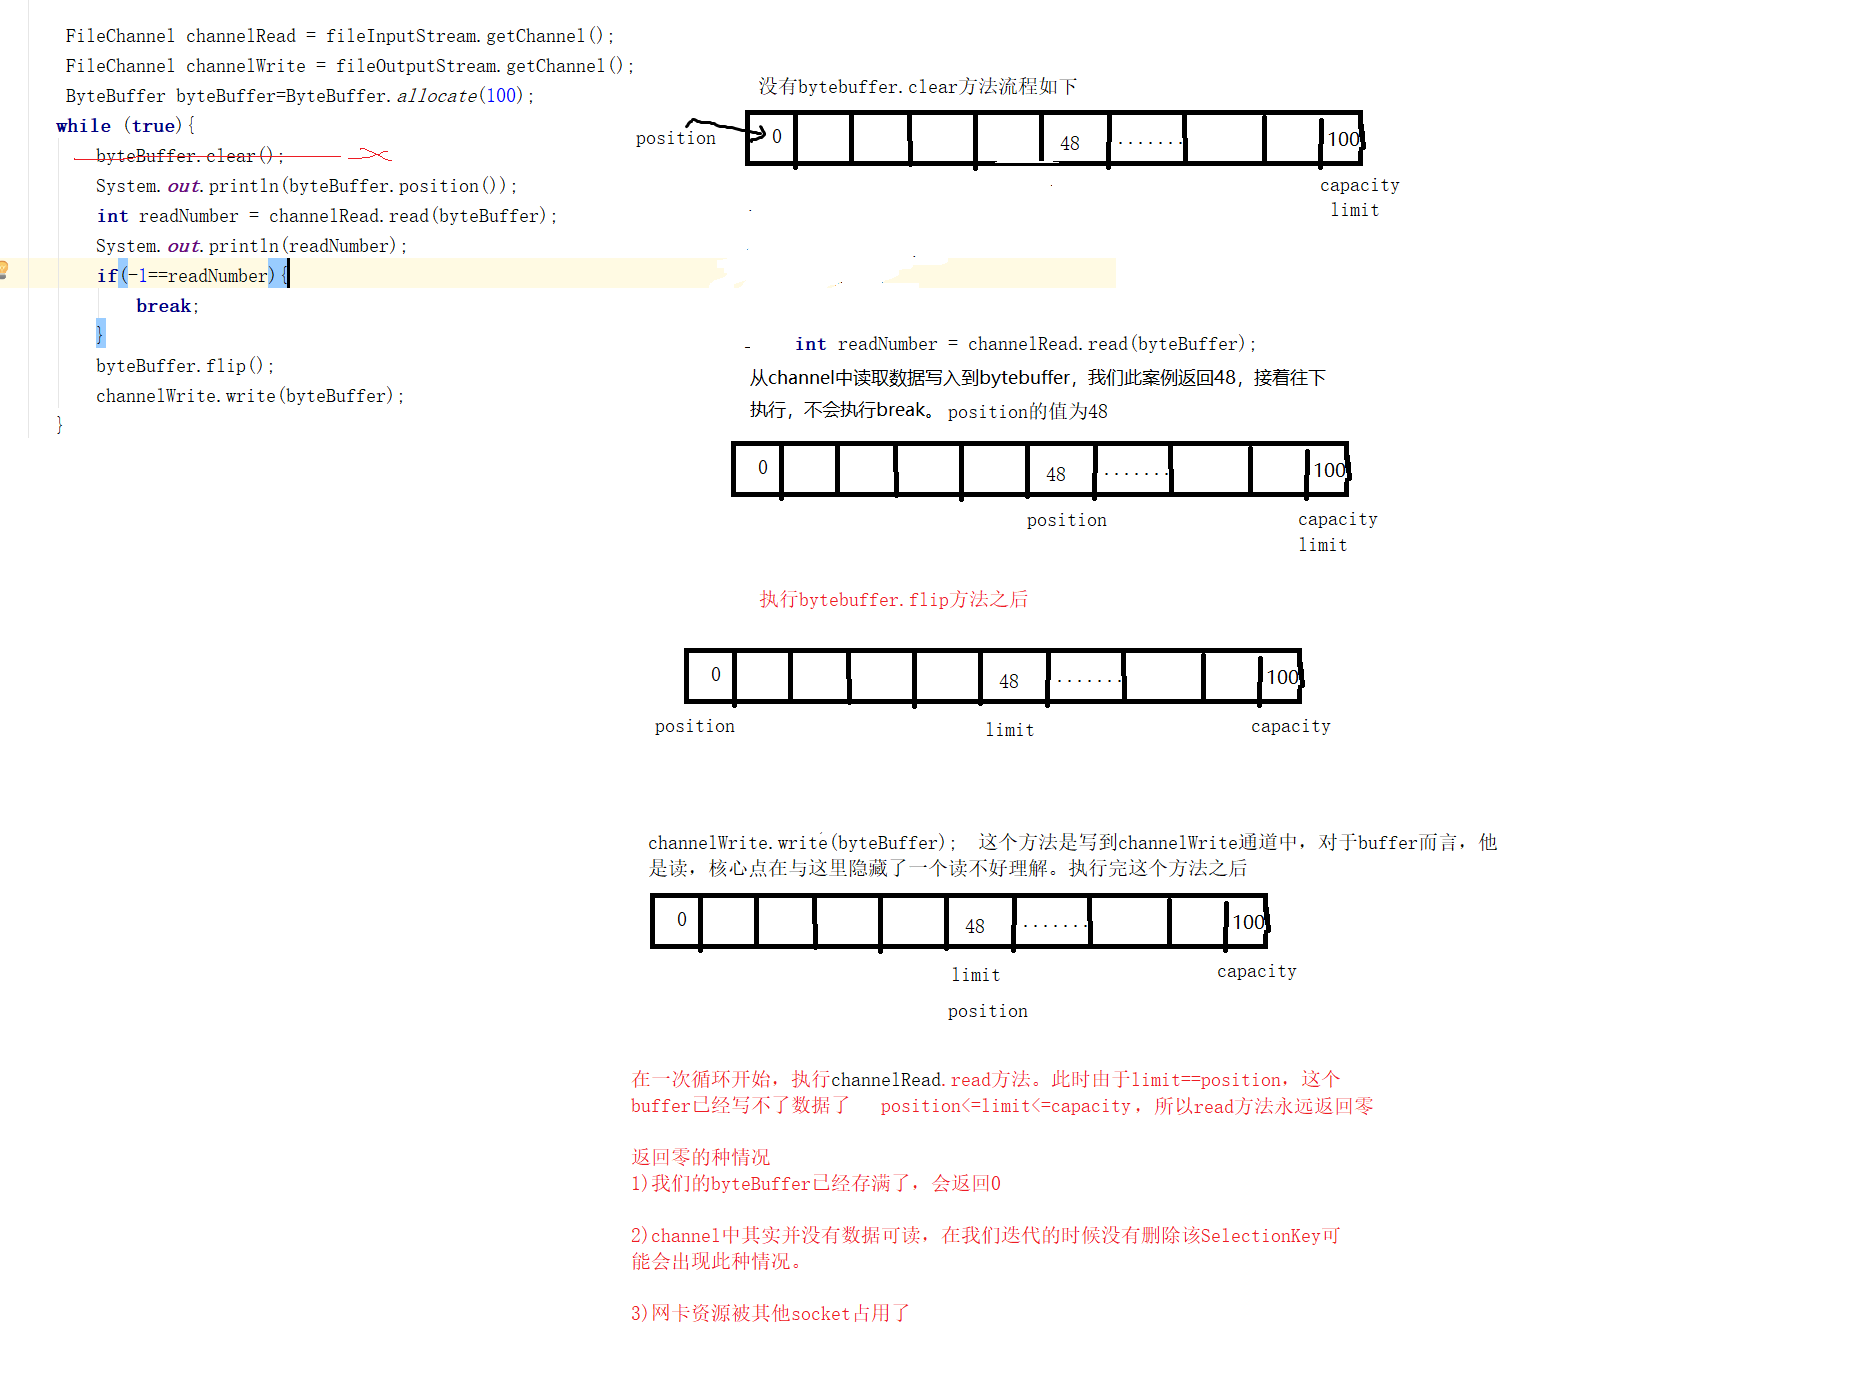 FileChannel channelRead = fileInputStream.getChannel();
FileChannel channelWrite = fileOutputStream.getChannel();
ByteBuffer byteBuffer=ByteBuffer.allocate(100);
while (true){
byteBuffer.clear();
System.out.println(byteBuffer.position());
int readNumber = channelRead.read(byteBuffer);
System.out.println(readNumber);
if(-1==readNumber){
break;
}
byteBuffer.flip();
channelWrite.write(byteBuffer);
}
没有bytebuffer.clear方法流程如下
position
0 48 ....... 100
capacity
limit
int readNumber = channelRead.read(byteBuffer);
从channel中读取数据写入到bytebuffer，我们此案例返回48，接着往下
执行，不会执行break。position的值为48
0 48 ....... 100
position capacity
limit
执行bytebuffer.flip方法之后
0 48 ....... 100
position limit capacity
channelWrite.write(byteBuffer); 这个方法是写到channelWrite通道中，对于buffer而言，他
是读，核心点在与这里隐藏了一个读不好理解。执行完这个方法之后
0 48 ....... 100
limit capacity
position
在一次循环开始，执行channelRead.read方法。此时由于limit==position，这个
buffer已经写不了数据了 position<=limit<=capacity，所以read方法永远返回零
返回零的种情况
1)我们的byteBuffer已经存满了，会返回0
2)channel中其实并没有数据可读，在我们迭代的时候没有删除该SelectionKey可
能会出现此种情况。
3)网卡资源被其他socket占用了